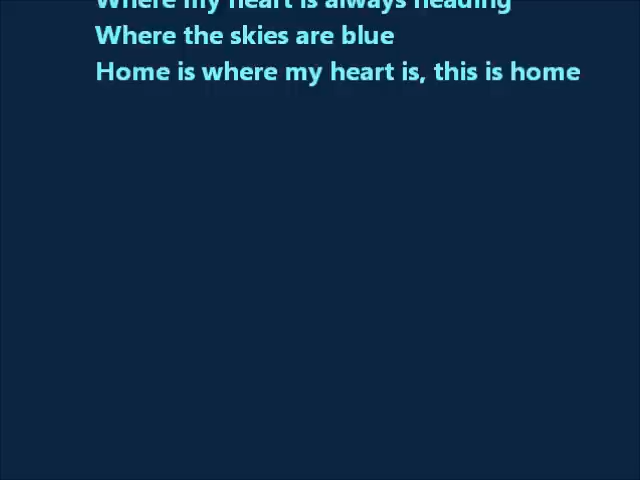 Where my heart is always heading
Where the skies are blue
Home is where my heart is, this is home